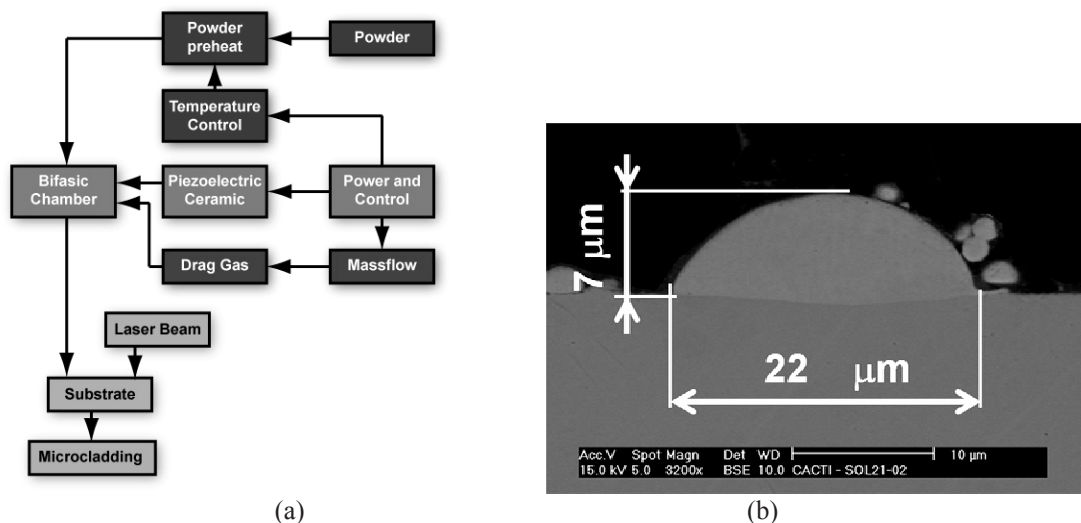 Powder
preheat
Powder
Temperature
Control
Bifasic
Chamber
Piezoelectric
Ceramic
Power and
Control
Drag Gas
Massflow
Laser Beam
Substrate
Microcladding
(a)
7 μm
22 μm
Acc.V Spot Magn Det WD 10 μm
15.0 kV 5.0 3200x BSE 10.0 CACTI - SOL21-02
(b)